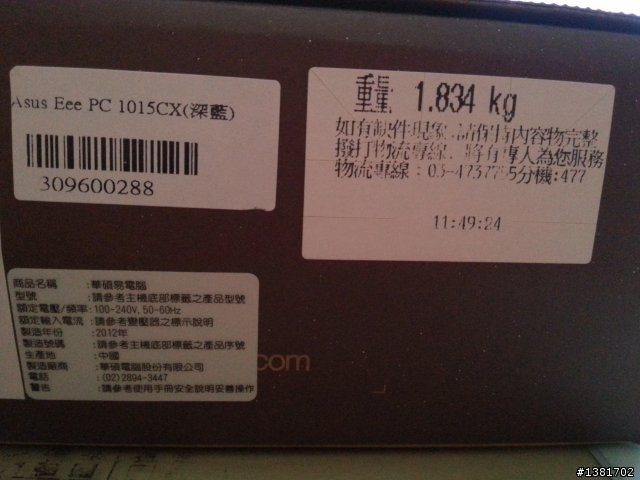 Asus Eee PC 1015CX(深藍)
309600288
重量 1.834 kg
如有缺件現象,請保持內容物完整
撥打物流專線,將有專人為您服務
物流專線:03-4737755分機:477
11:49:24
商品名稱 :華碩易電腦
型號 :請參考主機底部標籤之產品型號
額定電壓/頻率:100-240V, 50-60Hz
額定輸入電流 :請參考變壓器之標示說明
製造年份 :2012年
製造號碼 :請參考主機底部標籤之產品序號
生產地 :中國
製造廠商 :華碩電腦股份有限公司
電話 :(02)2894-3447
警告 :請參考使用手冊安全說明妥善操作
.com
#1381702